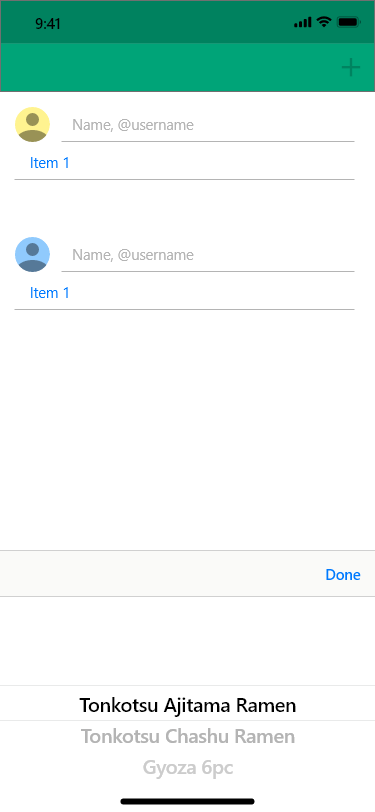 9:41
Name, @username
Item 1
Name, @username
Item 1
Done
Tonkotsu Ajitama Ramen
Tonkotsu Chashu Ramen
Gyoza 6pc